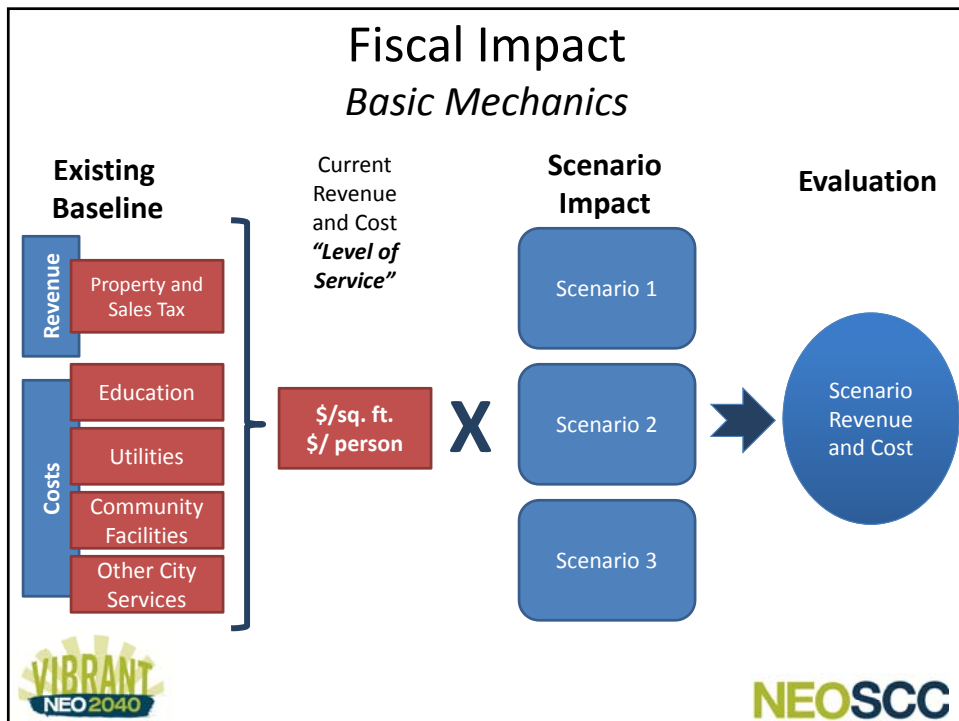 Fiscal Impact
Basic Mechanics
Existing
Baseline
Revenue
Property and
Sales Tax
Costs
Education
Utilities
Community
Facilities
Other City
Services
Current
Revenue
and Cost
“Level of
Service”
$/sq. ft.
$/ person
X
Scenario
Impact
Scenario 1
Scenario 2
Scenario 3
Evaluation
Scenario
Revenue
and Cost
VIBRANT
NEO2040
NEOSCC